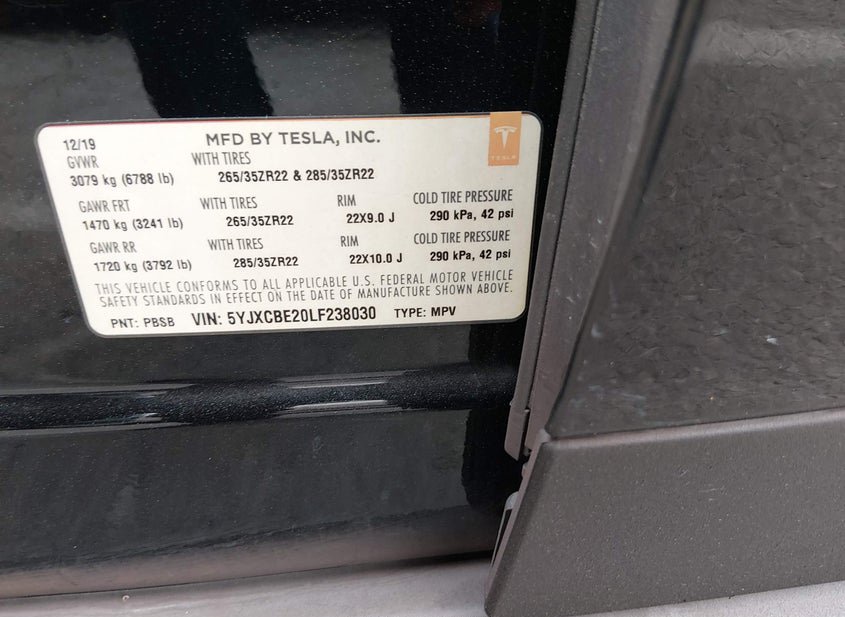 12/19 MFD BY TESLA, INC. TESLA
GVWR WITH TIRES
3079 kg (6788 lb) 265/35ZR22 & 285/35ZR22
GAWR FRT WITH TIRES RIM COLD TIRE PRESSURE
1470 kg (3241 lb) 265/35ZR22 22X9.0 J 290 kPa, 42 psi
GAWR RR WITH TIRES RIM COLD TIRE PRESSURE
1720 kg (3792 lb) 285/35ZR22 22X10.0 J 290 kPa, 42 psi
THIS VEHICLE CONFORMS TO ALL APPLICABLE U.S. FEDERAL MOTOR VEHICLE
SAFETY STANDARDS IN EFFECT ON THE DATE OF MANUFACTURE SHOWN ABOVE.
PNT: PBSB VIN: 5YJXCBE20LF238030 TYPE: MPV